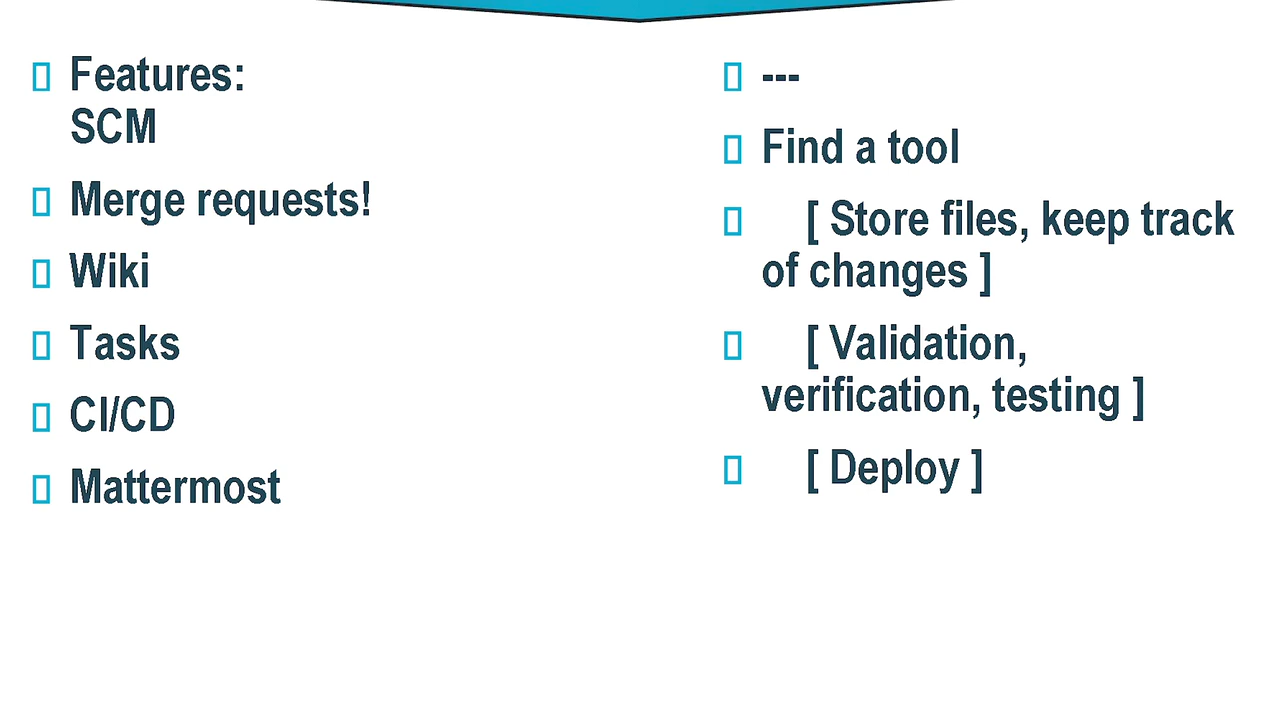 Features:
SCM
Merge requests!
Wiki
Tasks
CI/CD
Mattermost
---
Find a tool
[ Store files, keep track
of changes ]
[ Validation,
verification, testing ]
[ Deploy ]